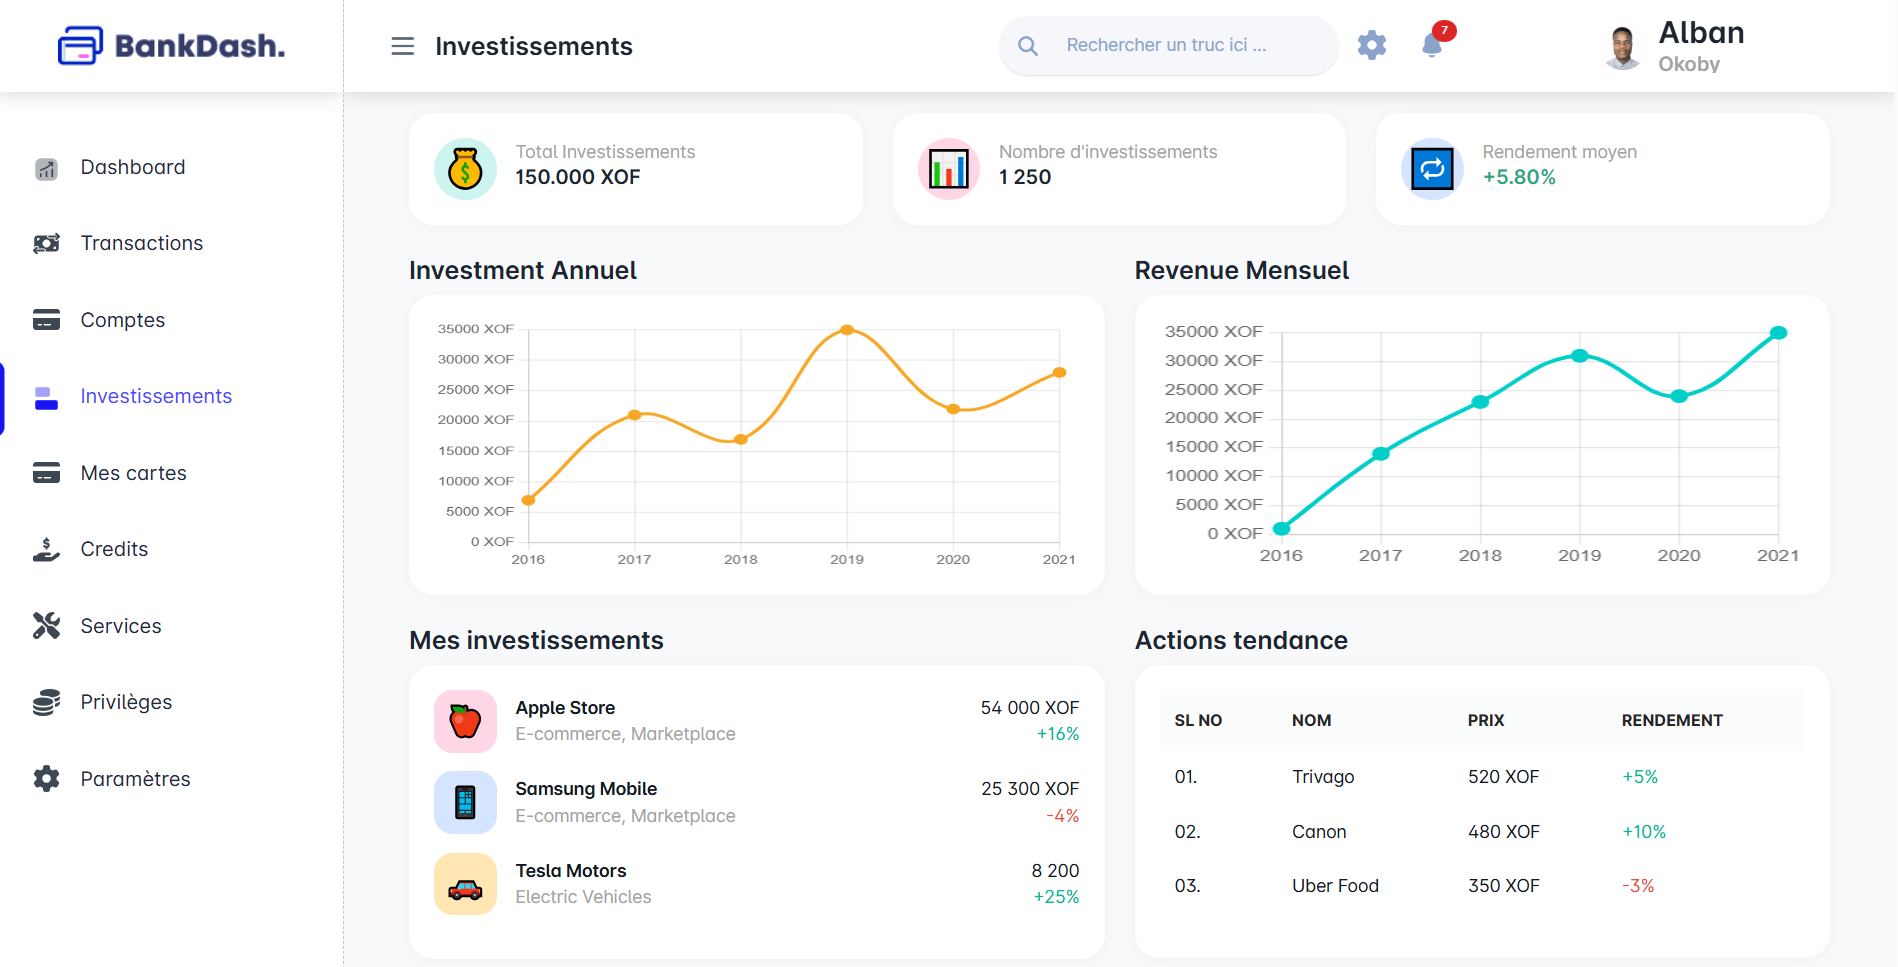 BankDash.
Investissements
Rechercher un truc ici ...
7
Alban
Okoby
Dashboard
Transactions
Comptes
Investissements
Mes cartes
Credits
Services
Privilèges
Paramètres
Total Investissements
150.000 XOF
Nombre d'investissements
1 250
Rendement moyen
+5.80%
Investment Annuel
35000 XOF
30000 XOF
25000 XOF
20000 XOF
15000 XOF
10000 XOF
5000 XOF
0 XOF
2016 2017 2018 2019 2020 2021
Revenue Mensuel
35000 XOF
30000 XOF
25000 XOF
20000 XOF
15000 XOF
10000 XOF
5000 XOF
0 XOF
2016 2017 2018 2019 2020 2021
Mes investissements
Apple Store 54 000 XOF
E-commerce, Marketplace +16%
Samsung Mobile 25 300 XOF
E-commerce, Marketplace -4%
Tesla Motors 8 200
Electric Vehicles +25%
Actions tendance
SL NO NOM PRIX RENDEMENT
01. Trivago 520 XOF +5%
02. Canon 480 XOF +10%
03. Uber Food 350 XOF -3%